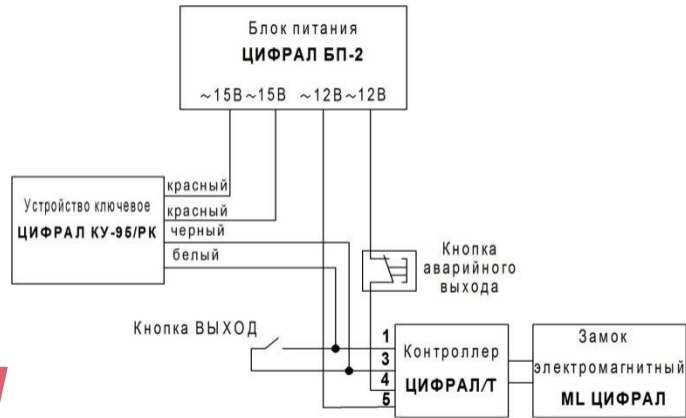 Блок питания
ЦИФРАЛ БП-2
~15В ~15В ~12В ~12В
красный
Устройство ключевое
ЦИФРАЛ КУ-95/РК
красный
черный
белый
Кнопка
аварийного
выхода
Кнопка ВЫХОД
1
3
4
5
Контроллер
ЦИФРАЛ/Т
Замок
электромагнитный
ML ЦИФРАЛ